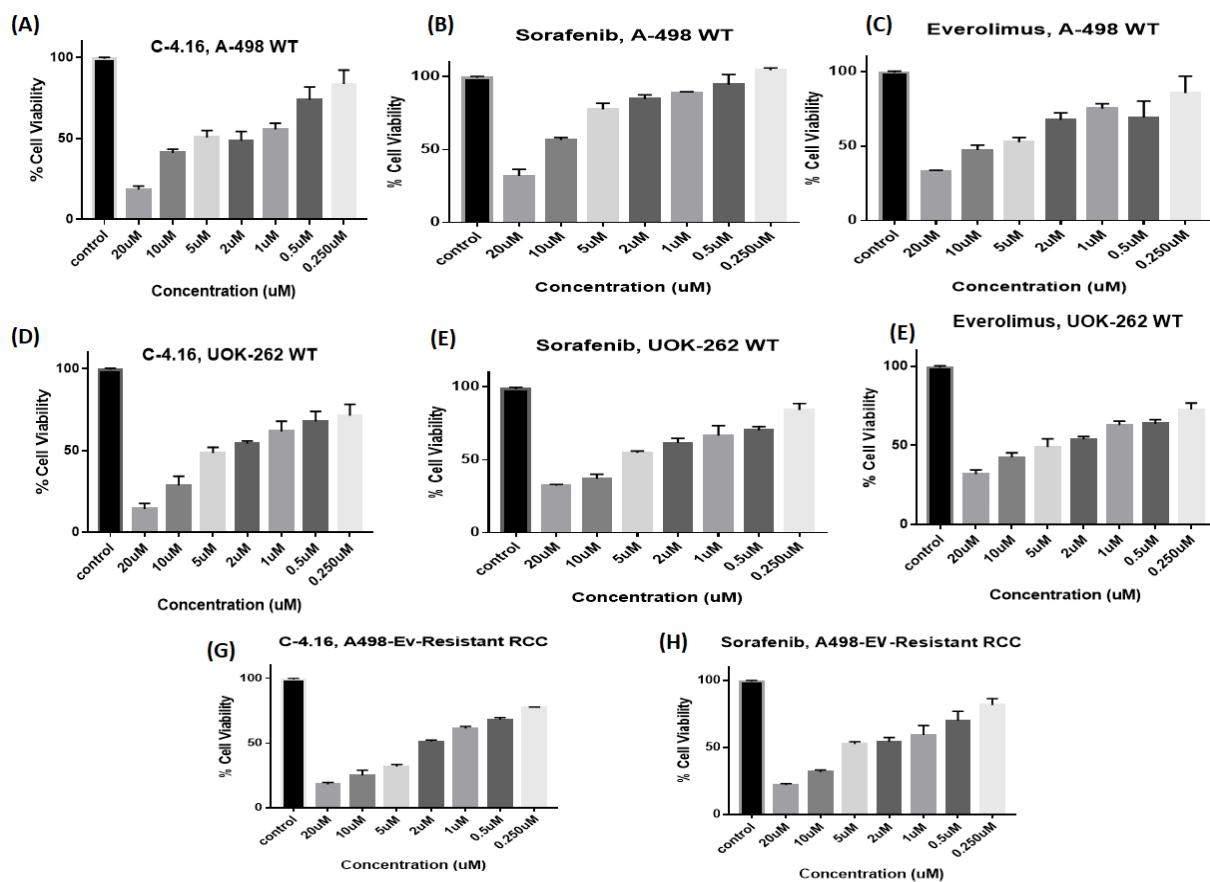 (A)
C-4.16, A-498 WT
% Cell Viability
100
50
0
control
20uM
10uM
5uM
2uM
1uM
0.5uM
0.250uM
Concentration (uM)
(B)
Sorafenib, A-498 WT
% Cell Viability
100
50
0
control
20uM
10uM
5uM
2uM
1uM
0.5uM
0.250uM
Concentration (uM)
(C)
Everolimus, A-498 WT
% Cell Viability
100
50
0
control
20uM
10uM
5uM
2uM
1uM
0.5uM
0.250uM
Concentration (uM)
(D)
C-4.16, UOK-262 WT
% Cell Viability
100
50
0
control
20uM
10uM
5uM
2uM
1uM
0.5uM
0.250uM
Concentration (uM)
(E)
Sorafenib, UOK-262 WT
% Cell Viability
100
50
0
control
20uM
10uM
5uM
2uM
1uM
0.5uM
0.250uM
Concentration (uM)
(E)
Everolimus, UOK-262 WT
% Cell Viability
100
50
0
control
20uM
10uM
5uM
2uM
1uM
0.5uM
0.250uM
Concentration (uM)
(G)
C-4.16, A498-Ev-Resistant RCC
% Cell Viability
100
50
0
control
20uM
10uM
5uM
2uM
1uM
0.5uM
0.250uM
Concentration (uM)
(H)
Sorafenib, A498-EV-Resistant RCC
% Cell Viability
100
50
0
control
20uM
10uM
5uM
2uM
1uM
0.5uM
0.250uM
Concentration (uM)